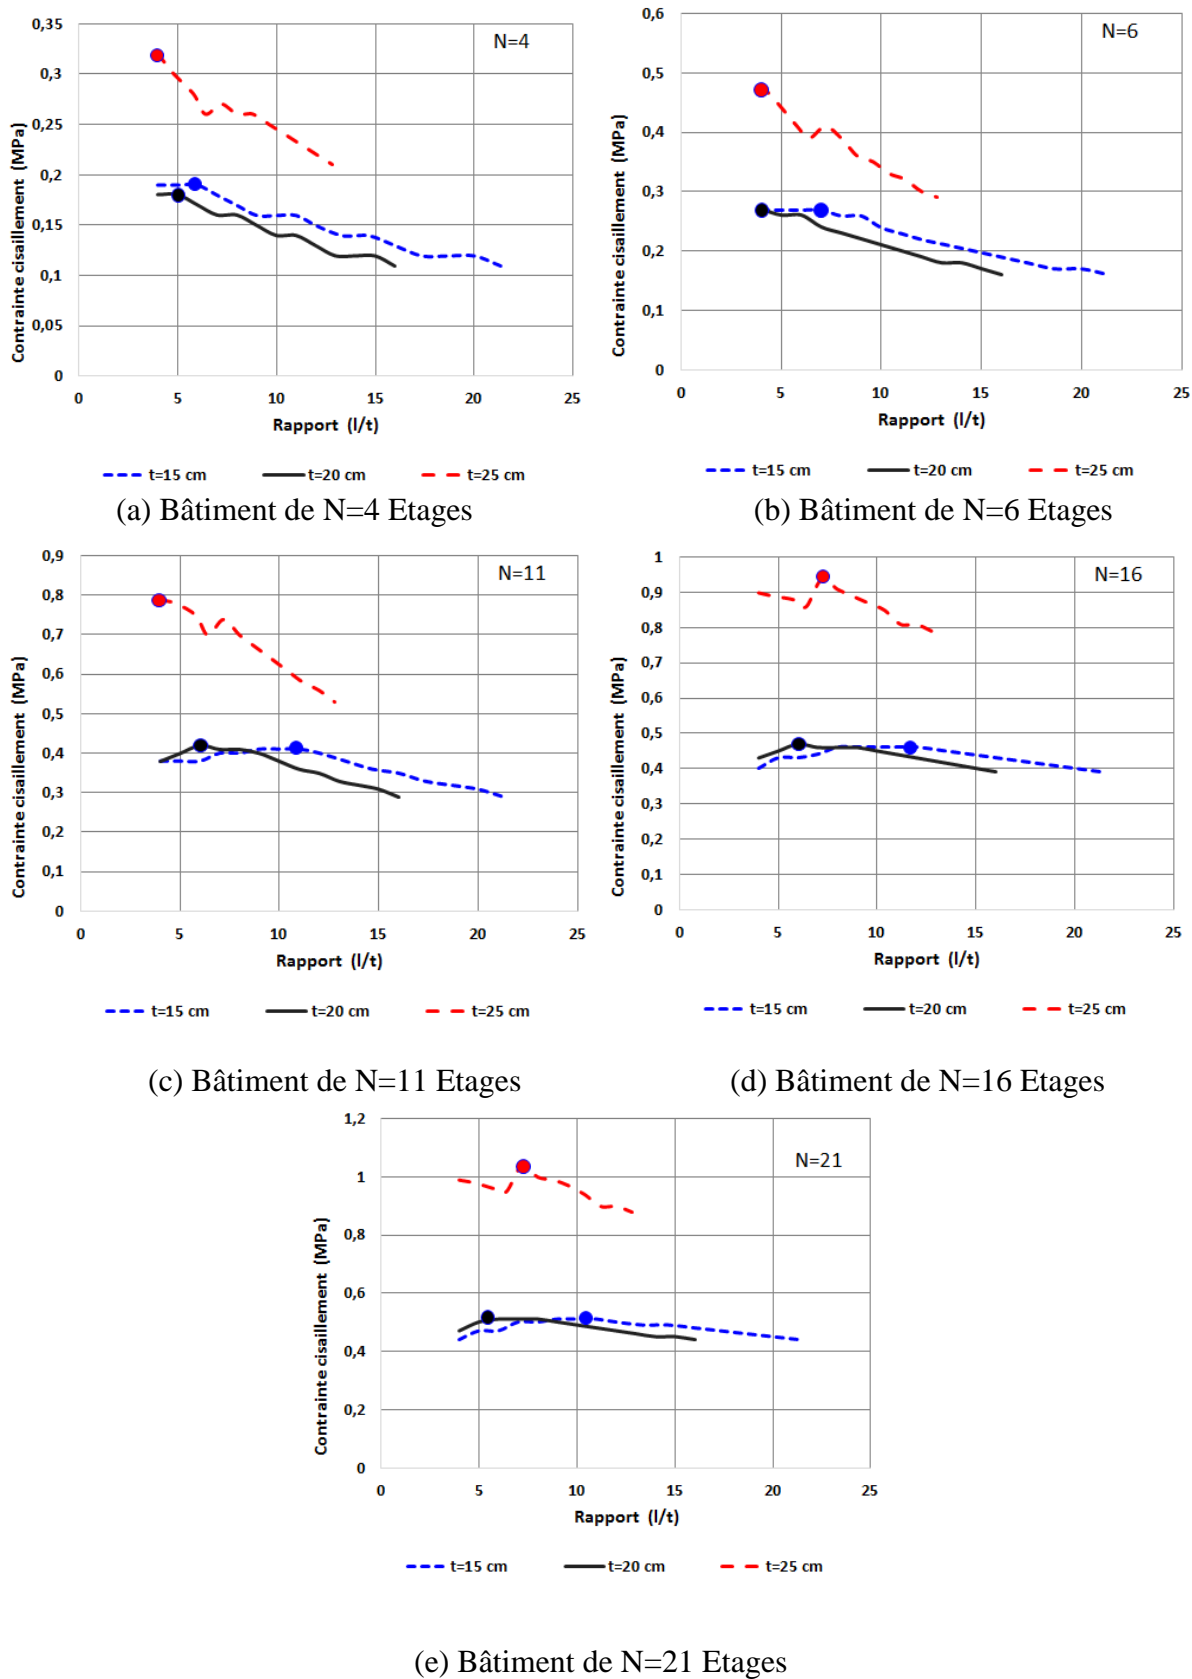 N=4
0,35
0,3
0,25
0,2
0,15
0,1
0,05
0
Contrainte cisaillement (MPa)
0 5 10 15 20 25
Rapport (l/t)
t=15 cm t=20 cm t=25 cm
(a) Bâtiment de N=4 Etages
N=6
0,6
0,5
0,4
0,3
0,2
0,1
0
Contrainte cisaillement (MPa)
0 5 10 15 20 25
Rapport (l/t)
t=15 cm t=20 cm t=25 cm
(b) Bâtiment de N=6 Etages
N=11
0,9
0,8
0,7
0,6
0,5
0,4
0,3
0,2
0,1
0
Contrainte cisaillement (MPa)
0 5 10 15 20 25
Rapport (l/t)
t=15 cm t=20 cm t=25 cm
(c) Bâtiment de N=11 Etages
N=16
1
0,9
0,8
0,7
0,6
0,5
0,4
0,3
0,2
0,1
0
Contrainte cisaillement (MPa)
0 5 10 15 20 25
Rapport (l/t)
t=15 cm t=20 cm t=25 cm
(d) Bâtiment de N=16 Etages
N=21
1,2
1
0,8
0,6
0,4
0,2
0
Contrainte cisaillement (MPa)
0 5 10 15 20 25
Rapport (l/t)
t=15 cm t=20 cm t=25 cm
(e) Bâtiment de N=21 Etages